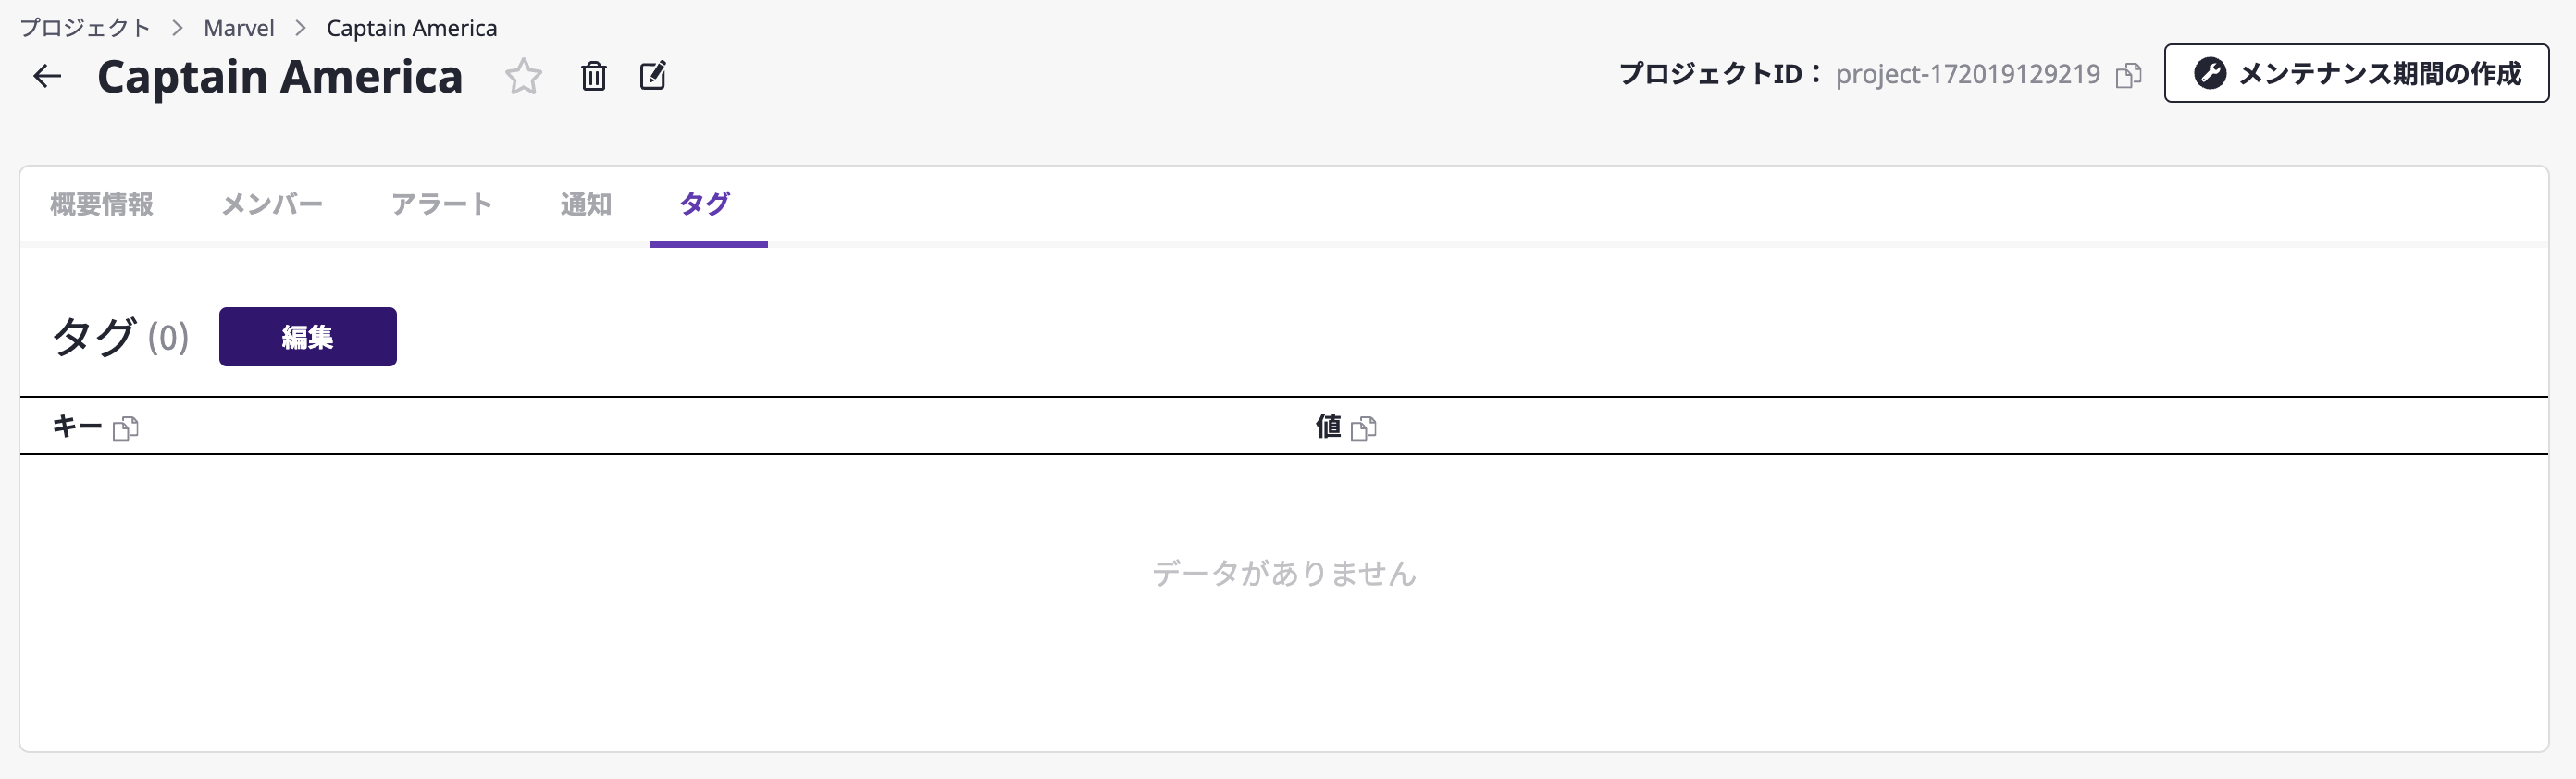 プロジェクト > Marvel > Captain America
Captain America
プロジェクトID： project-172019129219
メンテナンス期間の作成
概要情報 メンバー アラート 通知 タグ
タグ (0) 編集
キー 値
データがありません